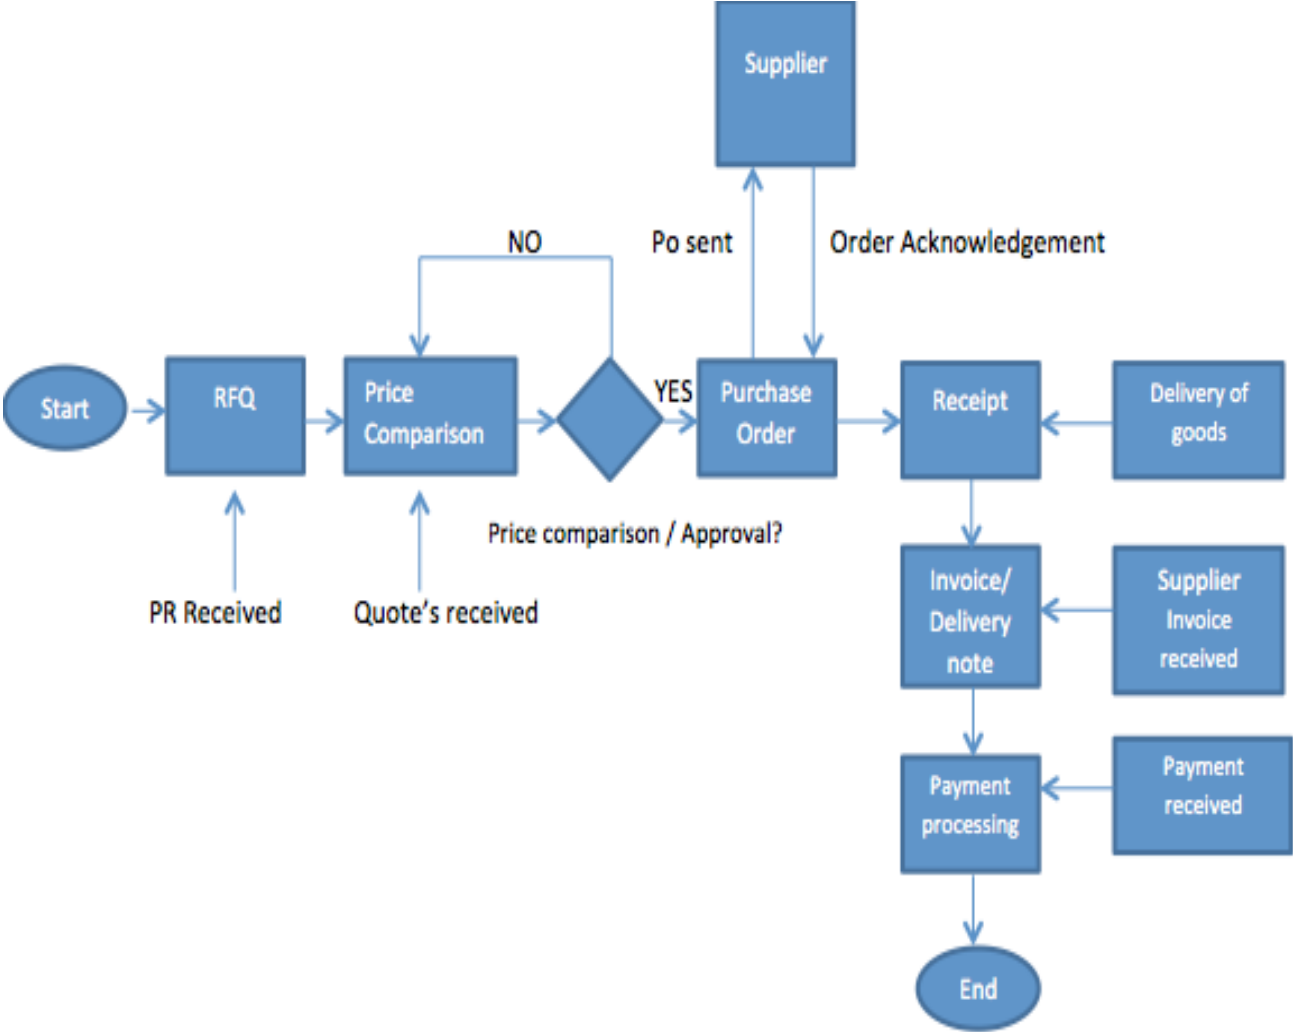 Supplier
NO
Po sent
Order Acknowledgement
Start
RFQ
Price
Comparison
YES
Purchase
Order
Receipt
Delivery of
goods
Price comparison / Approval?
PR Received
Quote's received
Invoice/
Delivery
note
Supplier
Invoice
received
Payment
processing
Payment
received
End